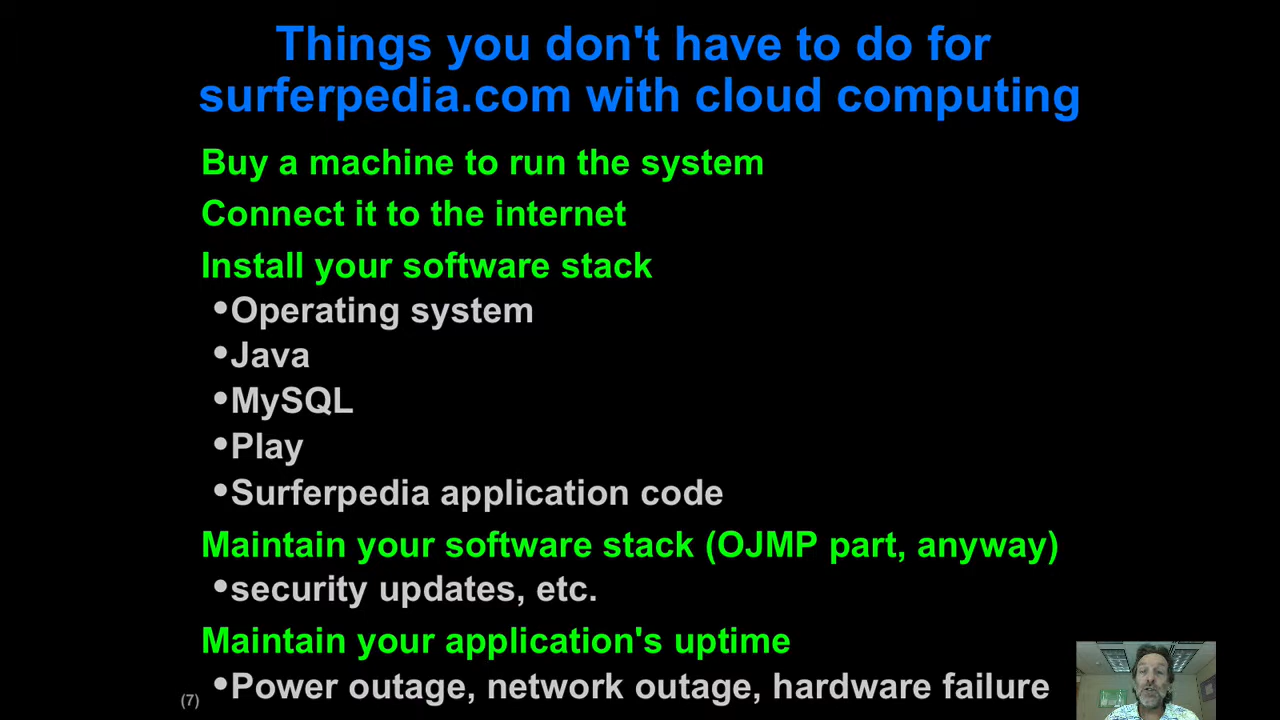 Things you don't have to do for
surferpedia.com with cloud computing
Buy a machine to run the system
Connect it to the internet
Install your software stack
•Operating system
•Java
•MySQL
•Play
•Surferpedia application code
Maintain your software stack (OJMP part, anyway)
•security updates, etc.
Maintain your application's uptime
•Power outage, network outage, hardware failure
(7)